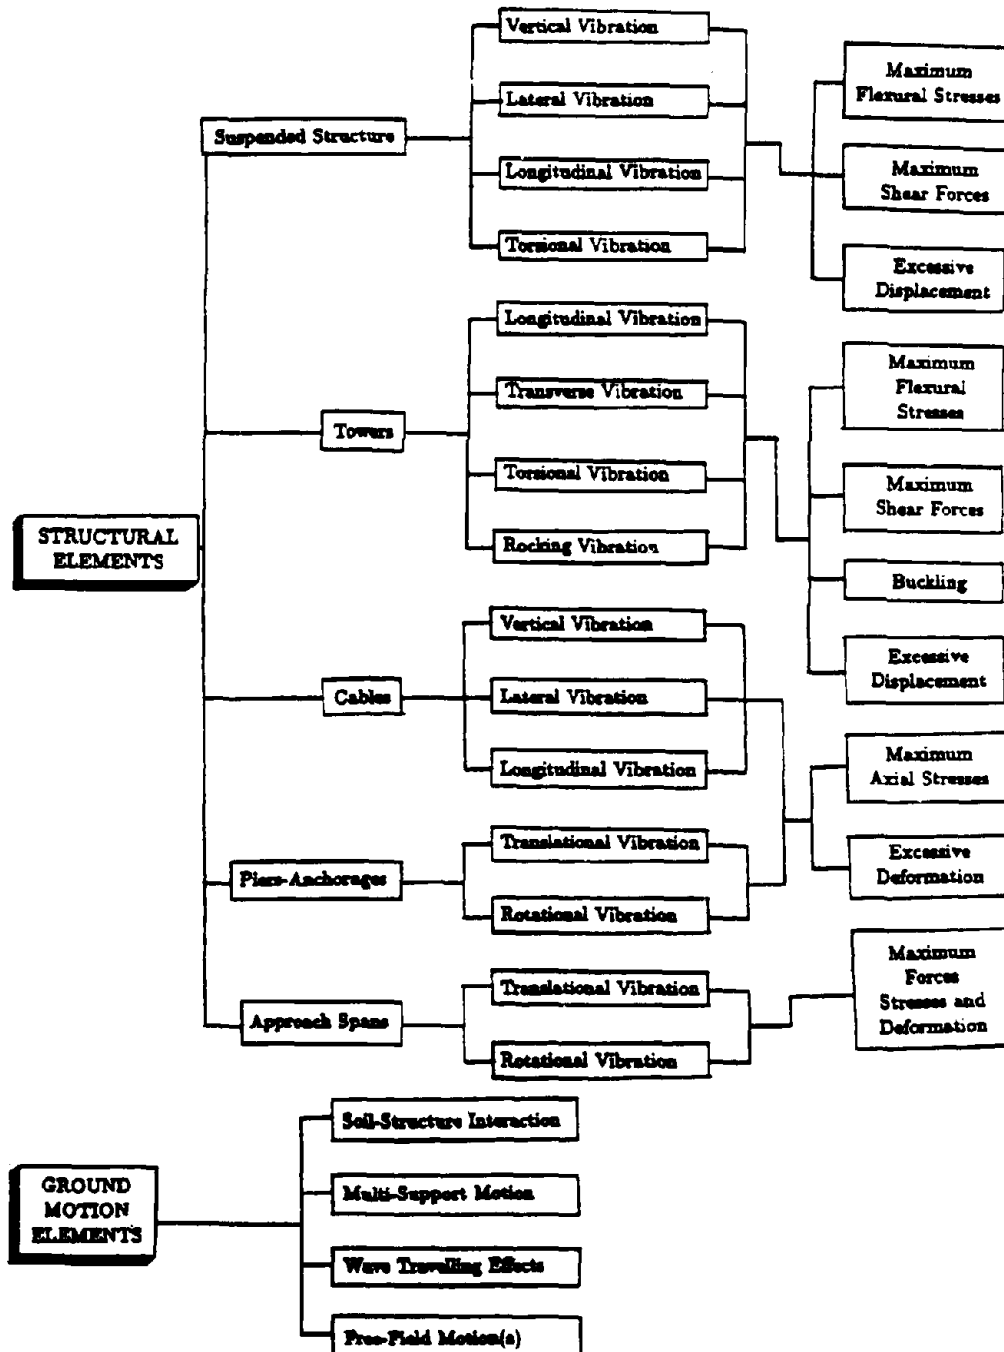 Vertical Vibration
Lateral Vibration
Suspended Structure
Longitudinal Vibration
Torsional Vibration
Maximum
Flexural Stresses
Maximum
Shear Forces
Excessive
Displacement
Longitudinal Vibration
Transverse Vibration
Towers
Torsional Vibration
Rocking Vibration
Maximum
Flexural
Stresses
Maximum
Shear Forces
Buckling
Excessive
Displacement
STRUCTURAL
ELEMENTS
Vertical Vibration
Cables
Lateral Vibration
Longitudinal Vibration
Maximum
Axial Stresses
Excessive
Deformation
Piers-Anchorages
Translational Vibration
Rotational Vibration
Approach Spans
Translational Vibration
Rotational Vibration
Maximum
Forces
Stresses and
Deformation
GROUND
MOTION
ELEMENTS
Soil-Structure Interaction
Multi-Support Motion
Wave Travelling Effects
Free-Field Motion(s)